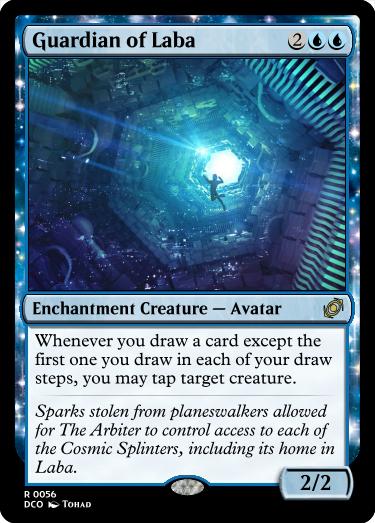 Guardian of Laba 2
Enchantment Creature — Avatar
Whenever you draw a card except the
first one you draw in each of your draw
steps, you may tap target creature.
Sparks stolen from planeswalkers allowed
for The Arbiter to control access to each of
the Cosmic Splinters, including its home in
Laba.
2/2
R 0056
DCO Tohad